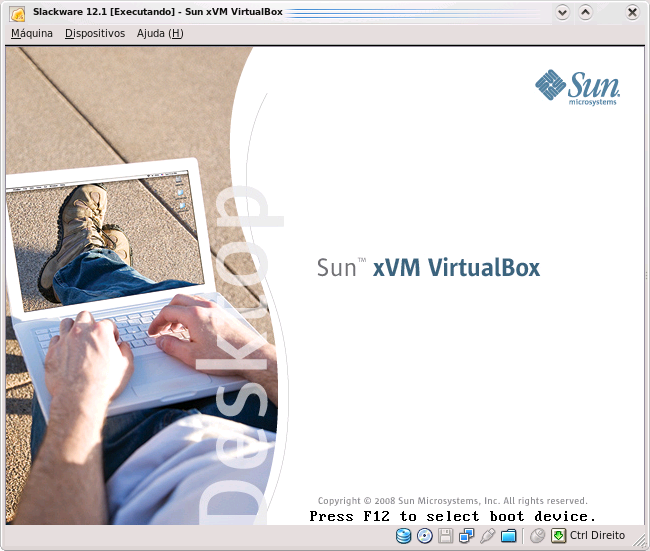 Slackware 12.1 [Executando] - Sun xVM VirtualBox
Máquina Dispositivos Ajuda (H)
Sun
microsystems
Desktop
Sun™ xVM VirtualBox
Copyright © 2008 Sun Microsystems, Inc. All rights reserved.
Press F12 to select boot device.
Ctrl Direito